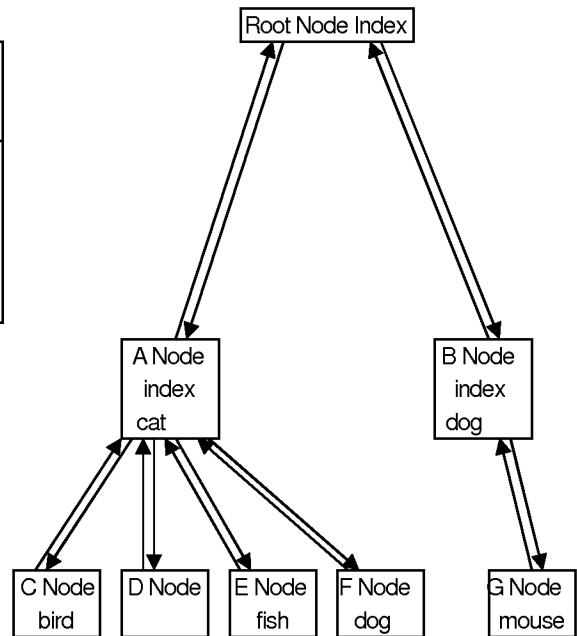 Root Node Index
A Node
index
cat
B Node
index
dog
C Node
bird
D Node
E Node
fish
F Node
dog
G Node
mouse